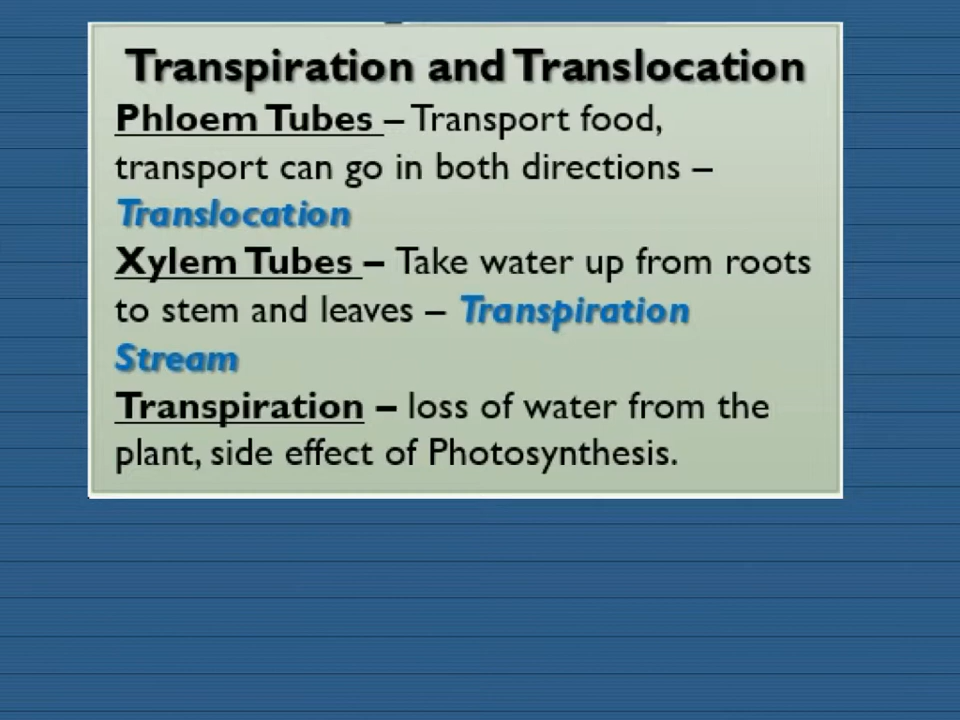 Transpiration and Translocation
Phloem Tubes – Transport food,
transport can go in both directions –
Translocation
Xylem Tubes – Take water up from roots
to stem and leaves – Transpiration
Stream
Transpiration – loss of water from the
plant, side effect of Photosynthesis.